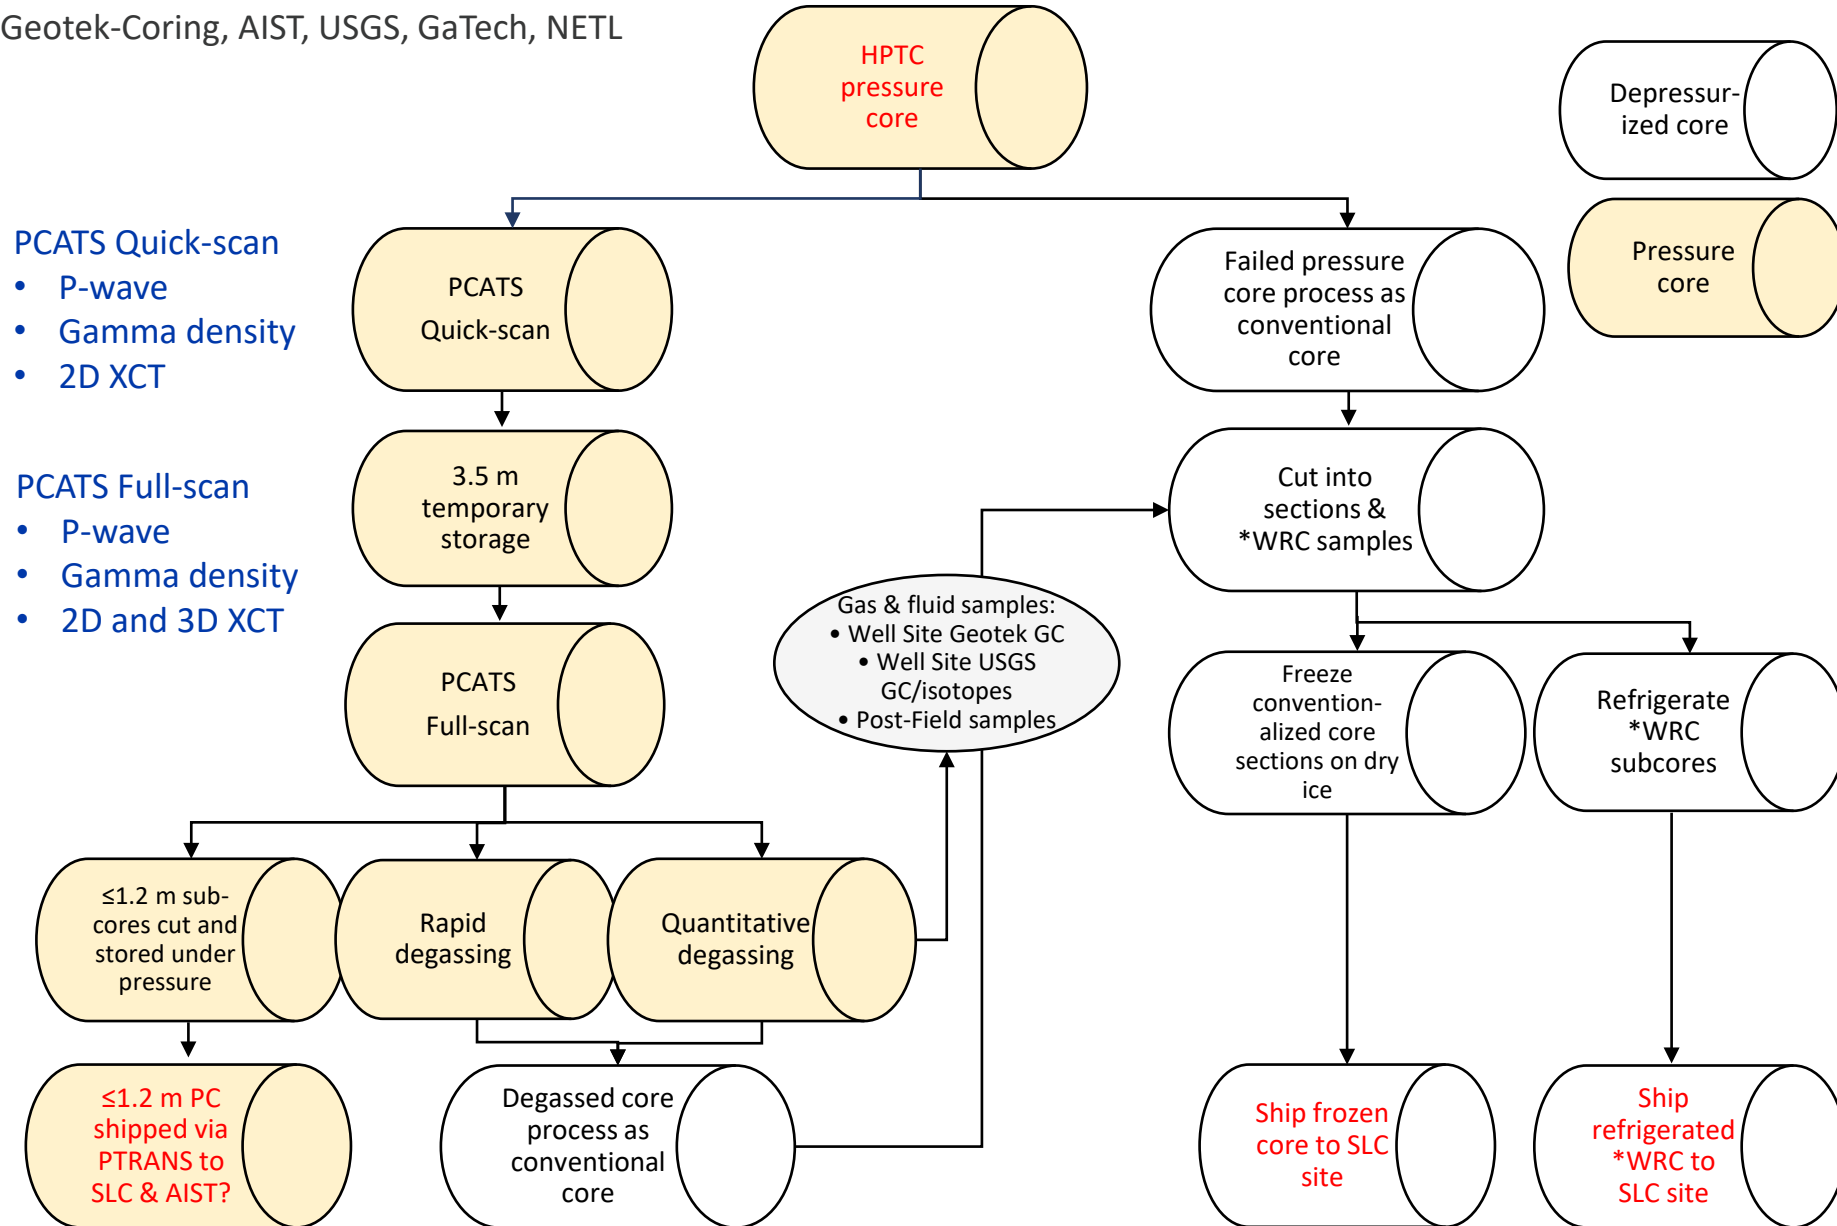 Geotek-Coring, AIST, USGS, GaTech, NETL
HPTC
pressure
core
Depressur-
ized core
Pressure
core
PCATS Quick-scan
• P-wave
• Gamma density
• 2D XCT
PCATS
Quick-scan
Failed pressure
core process as
conventional
core
PCATS Full-scan
• P-wave
• Gamma density
• 2D and 3D XCT
3.5 m
temporary
storage
Cut into
sections &
*WRC samples
Gas & fluid samples:
• Well Site Geotek GC
• Well Site USGS
GC/isotopes
• Post-Field samples
PCATS
Full-scan
Freeze
convention-
alized core
sections on dry
ice
Refrigerate
*WRC
subcores
≤1.2 m sub-
cores cut and
stored under
pressure
Rapid
degassing
Quantitative
degassing
≤1.2 m PC
shipped via
PTRANS to
SLC & AIST?
Degassed core
process as
conventional
core
Ship frozen
core to SLC
site
Ship
refrigerated
*WRC to
SLC site